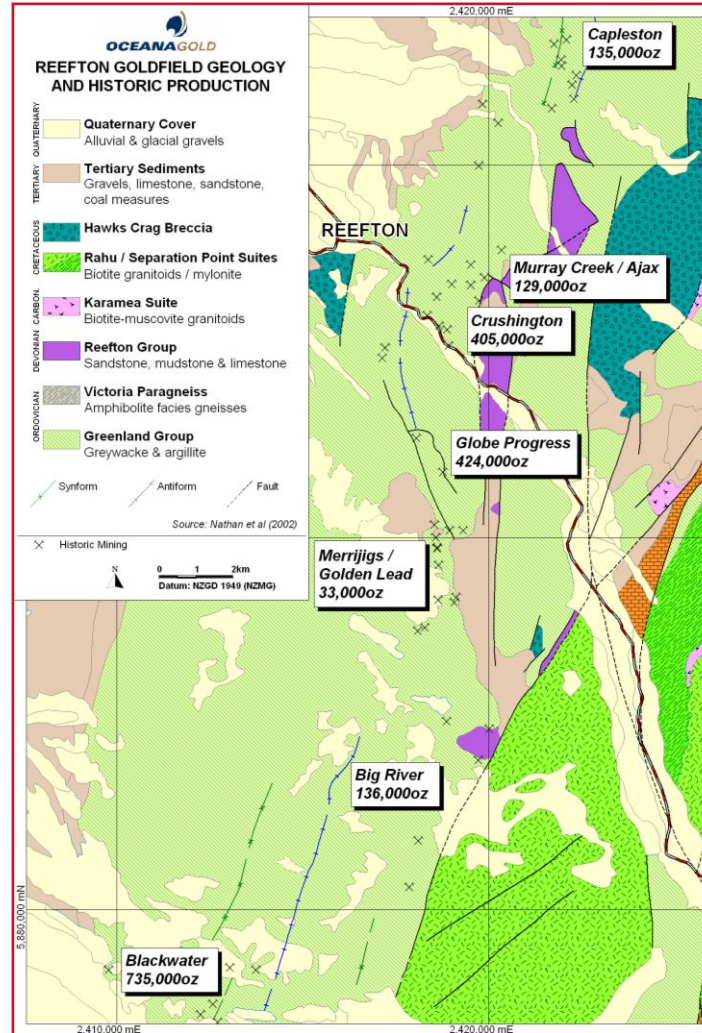 2,420,000 mE
OCEANAGOLD
REEFTON GOLDFIELD GEOLOGY
AND HISTORIC PRODUCTION
QUATERNARY
Quaternary Cover
Alluvial & glacial gravels
TERTIARY
Tertiary Sediments
Gravels, limestone, sandstone,
coal measures
CRETACEOUS
Hawks Crag Breccia
Rahu / Separation Point Suites
Biotite granitoids / mylonite
CARBON.
Karamea Suite
Biotite-muscovite granitoids
DEVONIAN
Reefton Group
Sandstone, mudstone & limestone
ORDOVICIAN
Victoria Paragneiss
Amphibolite facies gneisses
Greenland Group
Greywacke & argillite
Synform
Antiform
Fault
Source: Nathan et al (2002)
Historic Mining
N
0 1 2km
Datum: NZGD 1949 (NZMG)
Capleston
135,000oz
REEFTON
Murray Creek / Ajax
129,000oz
Crushington
405,000oz
Globe Progress
424,000oz
Merrijigs /
Golden Lead
33,000oz
Big River
136,000oz
5,880,000 mN
Blackwater
735,000oz
2,410,000 mE
2,420,000 mE